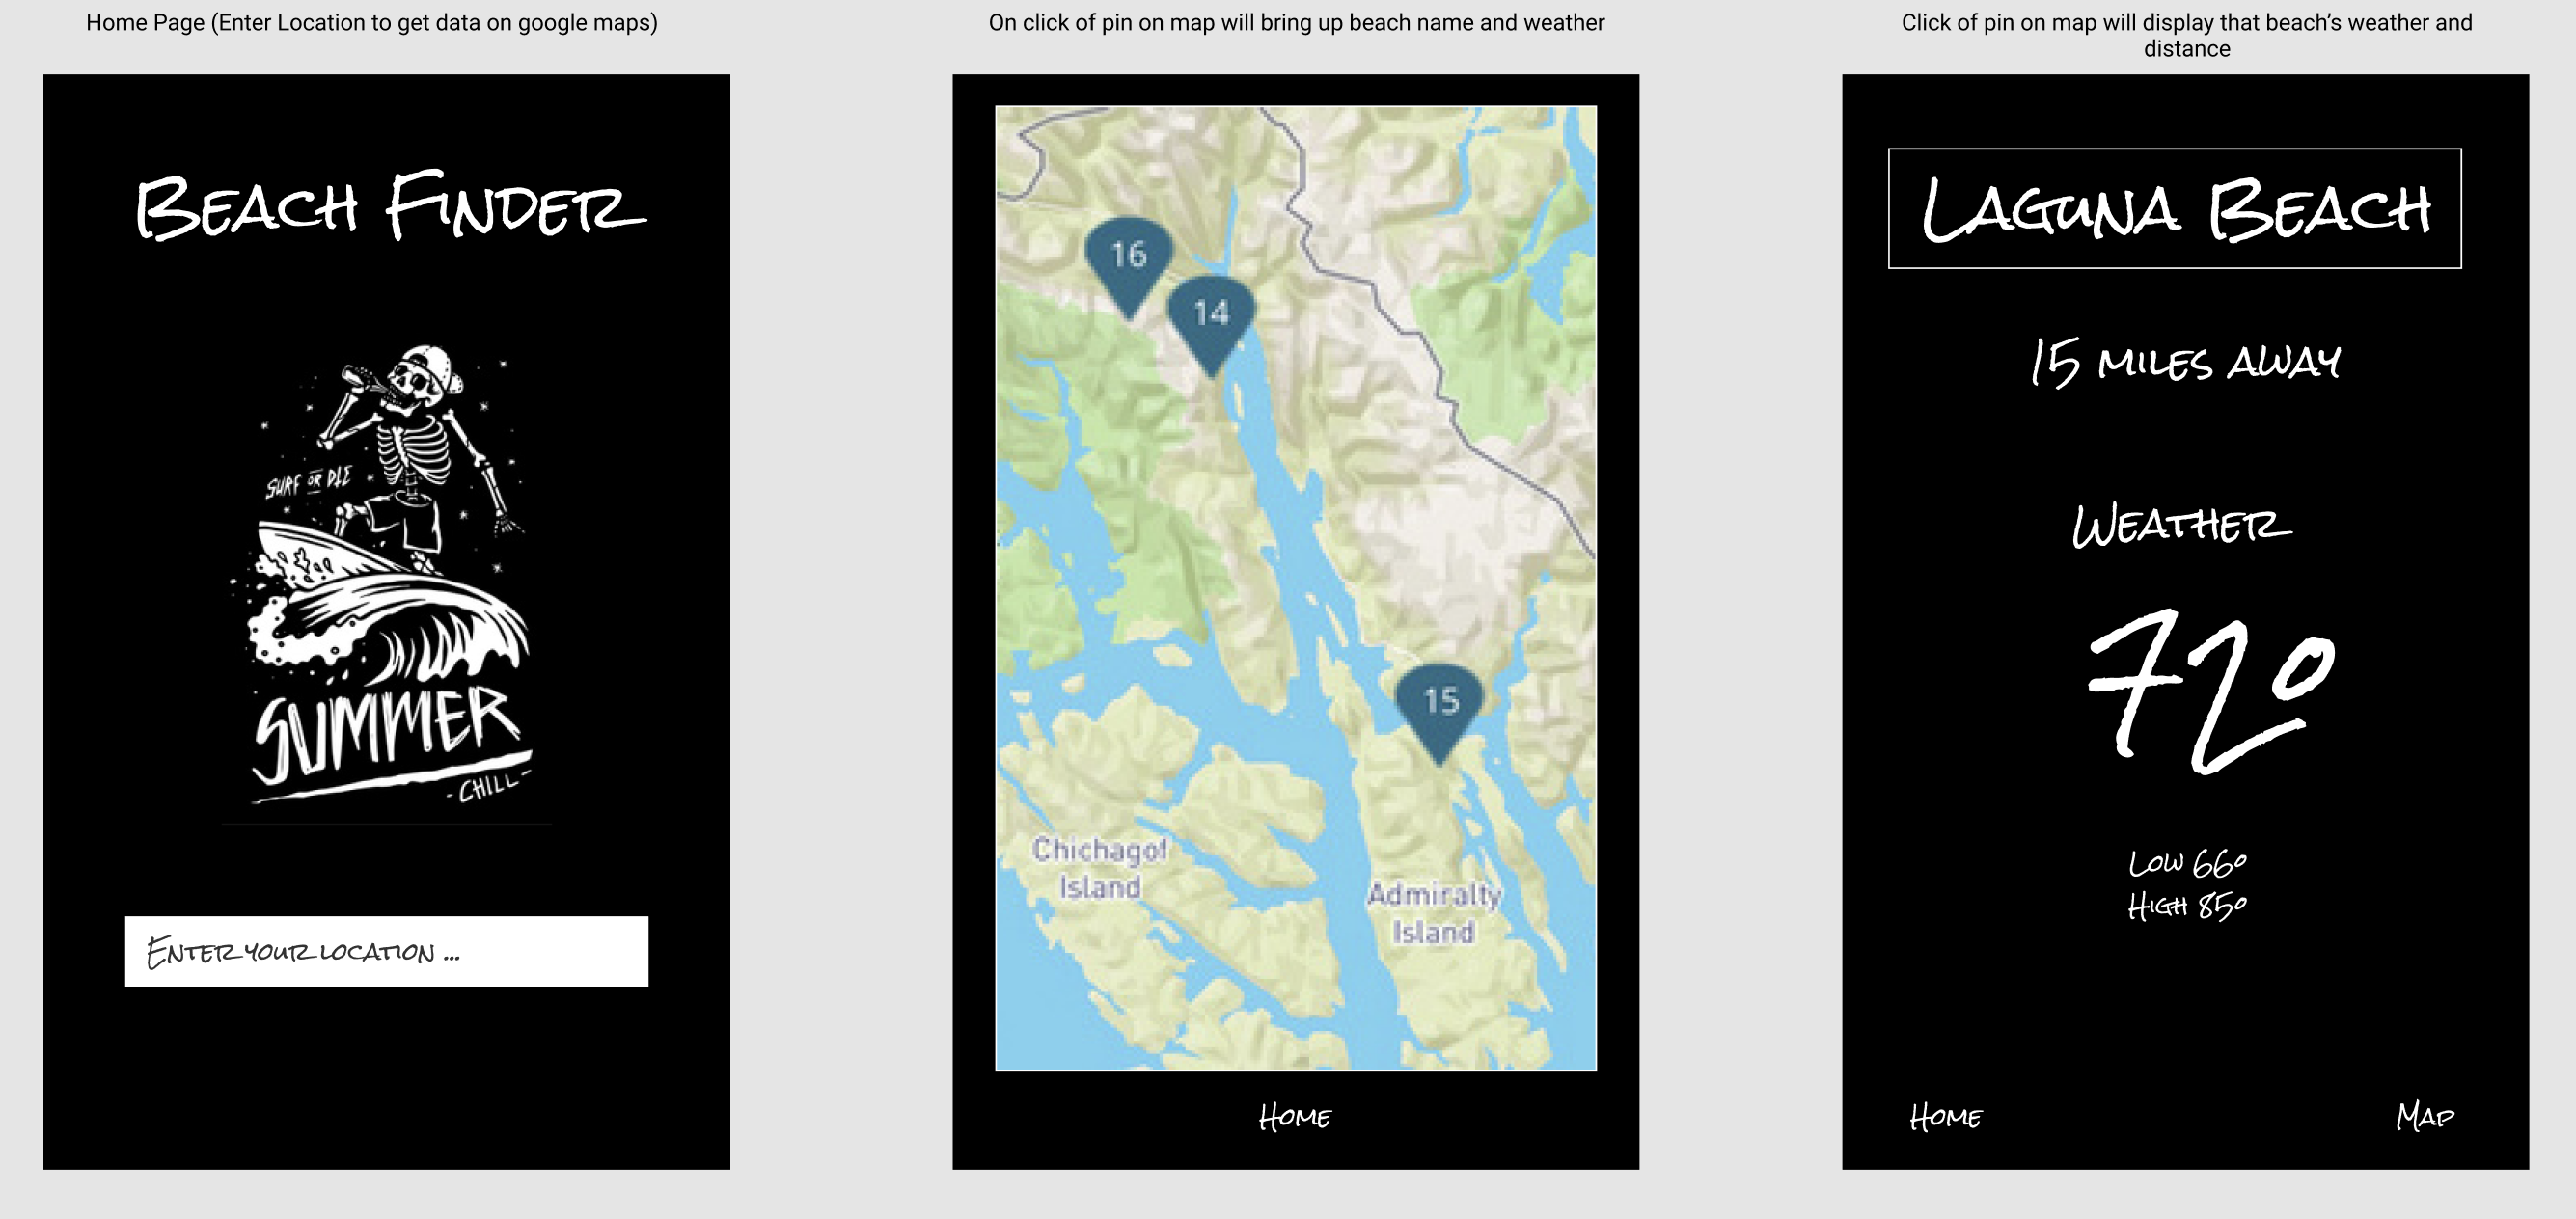 Home Page (Enter Location to get data on google maps)
BEACH FINDER
SURF OR DIE
SUMMER
- CHILL -
ENTER YOUR LOCATION ...
On click of pin on map will bring up beach name and weather
16
14
15
Chichagof
Island
Admiralty
Island
HOME
Click of pin on map will display that beach’s weather and
distance
LAGUNA BEACH
15 MILES AWAY
WEATHER
72º
LOW 66º
HIGH 85º
HOME
MAP